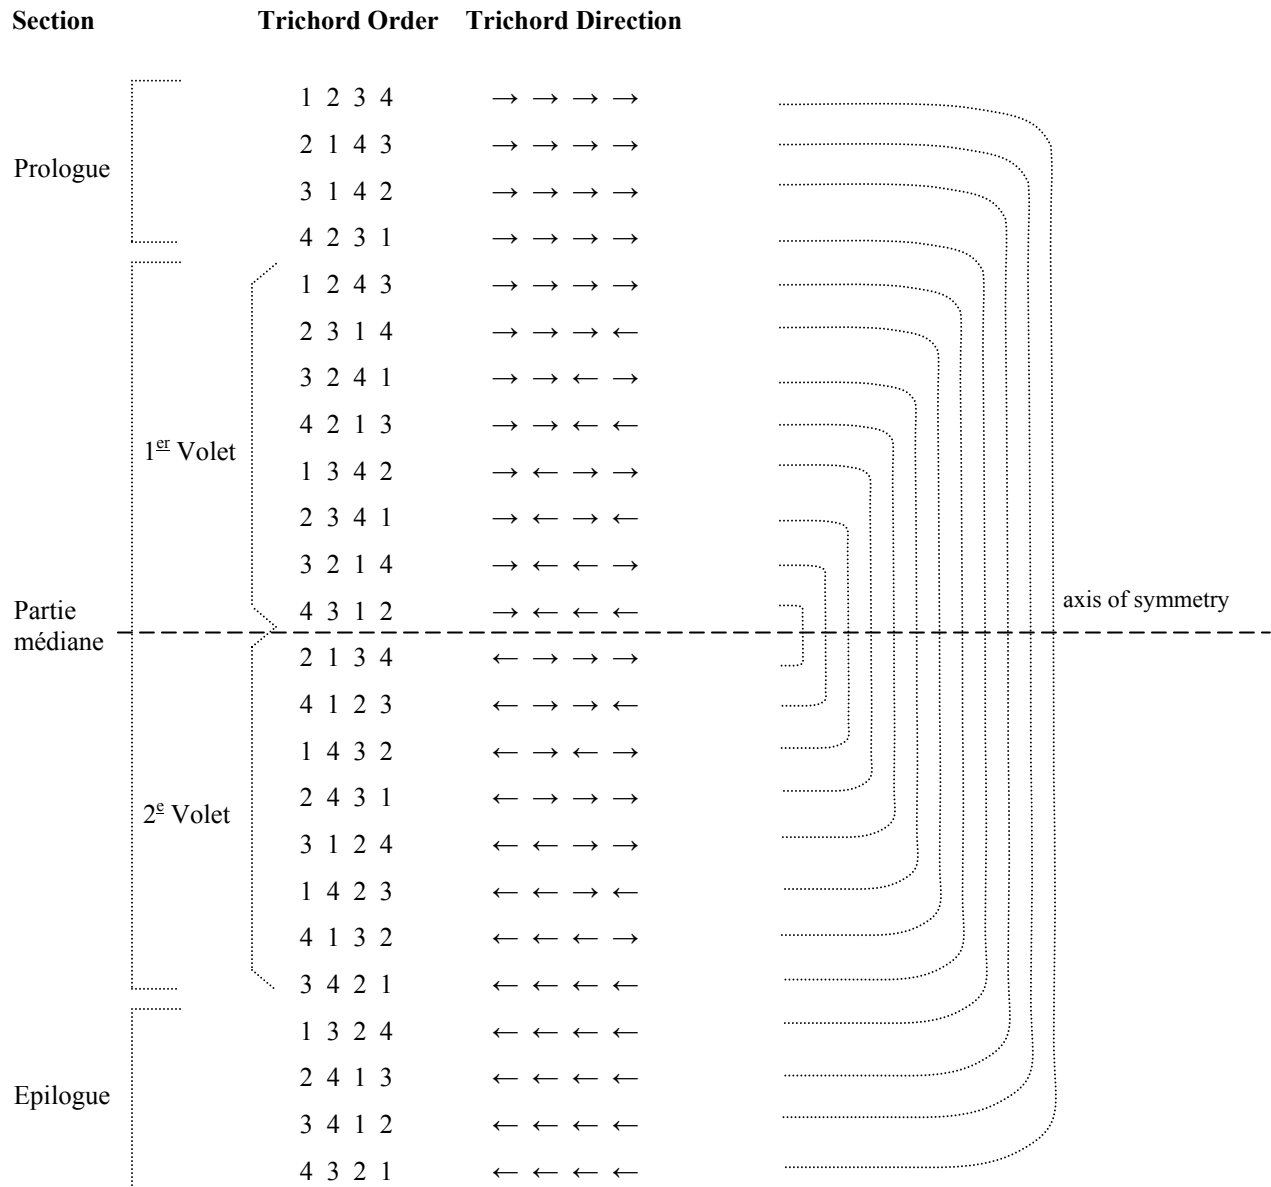 Section Trichord Order Trichord Direction
1 2 3 4 → → → →
2 1 4 3 → → → →
Prologue
3 1 4 2 → → → →
4 2 3 1 → → → →
1 2 4 3 → → → →
2 3 1 4 → → → ←
3 2 4 1 → → ← →
4 2 1 3 → → ← ←
1er Volet
1 3 4 2 → ← → →
2 3 4 1 → ← → ←
3 2 1 4 → ← ← →
axis of symmetry
Partie
médiane
4 3 1 2 → ← ← ←
2 1 3 4 ← → → →
4 1 2 3 ← → → ←
1 4 3 2 ← → ← →
2 4 3 1 ← → → →
2e Volet
3 1 2 4 ← ← → →
1 4 2 3 ← ← → ←
4 1 3 2 ← ← ← →
3 4 2 1 ← ← ← ←
1 3 2 4 ← ← ← ←
2 4 1 3 ← ← ← ←
Epilogue
3 4 1 2 ← ← ← ←
4 3 2 1 ← ← ← ←